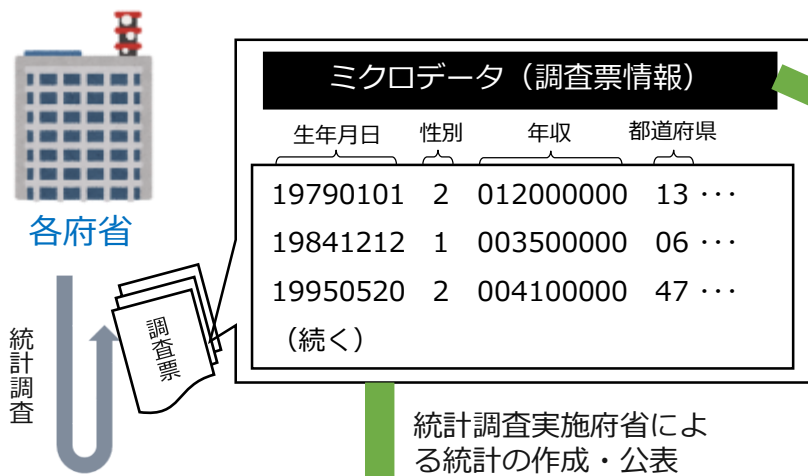 ミクロデータ（調査票情報）
生年月日 性別 年収 都道府県
19790101 2 012000000 13 ･･･
19841212 1 003500000 06 ･･･
19950520 2 004100000 47 ･･･
（続く）
各府省
調査票
統計調査
統計調査実施府省によ
る統計の作成・公表